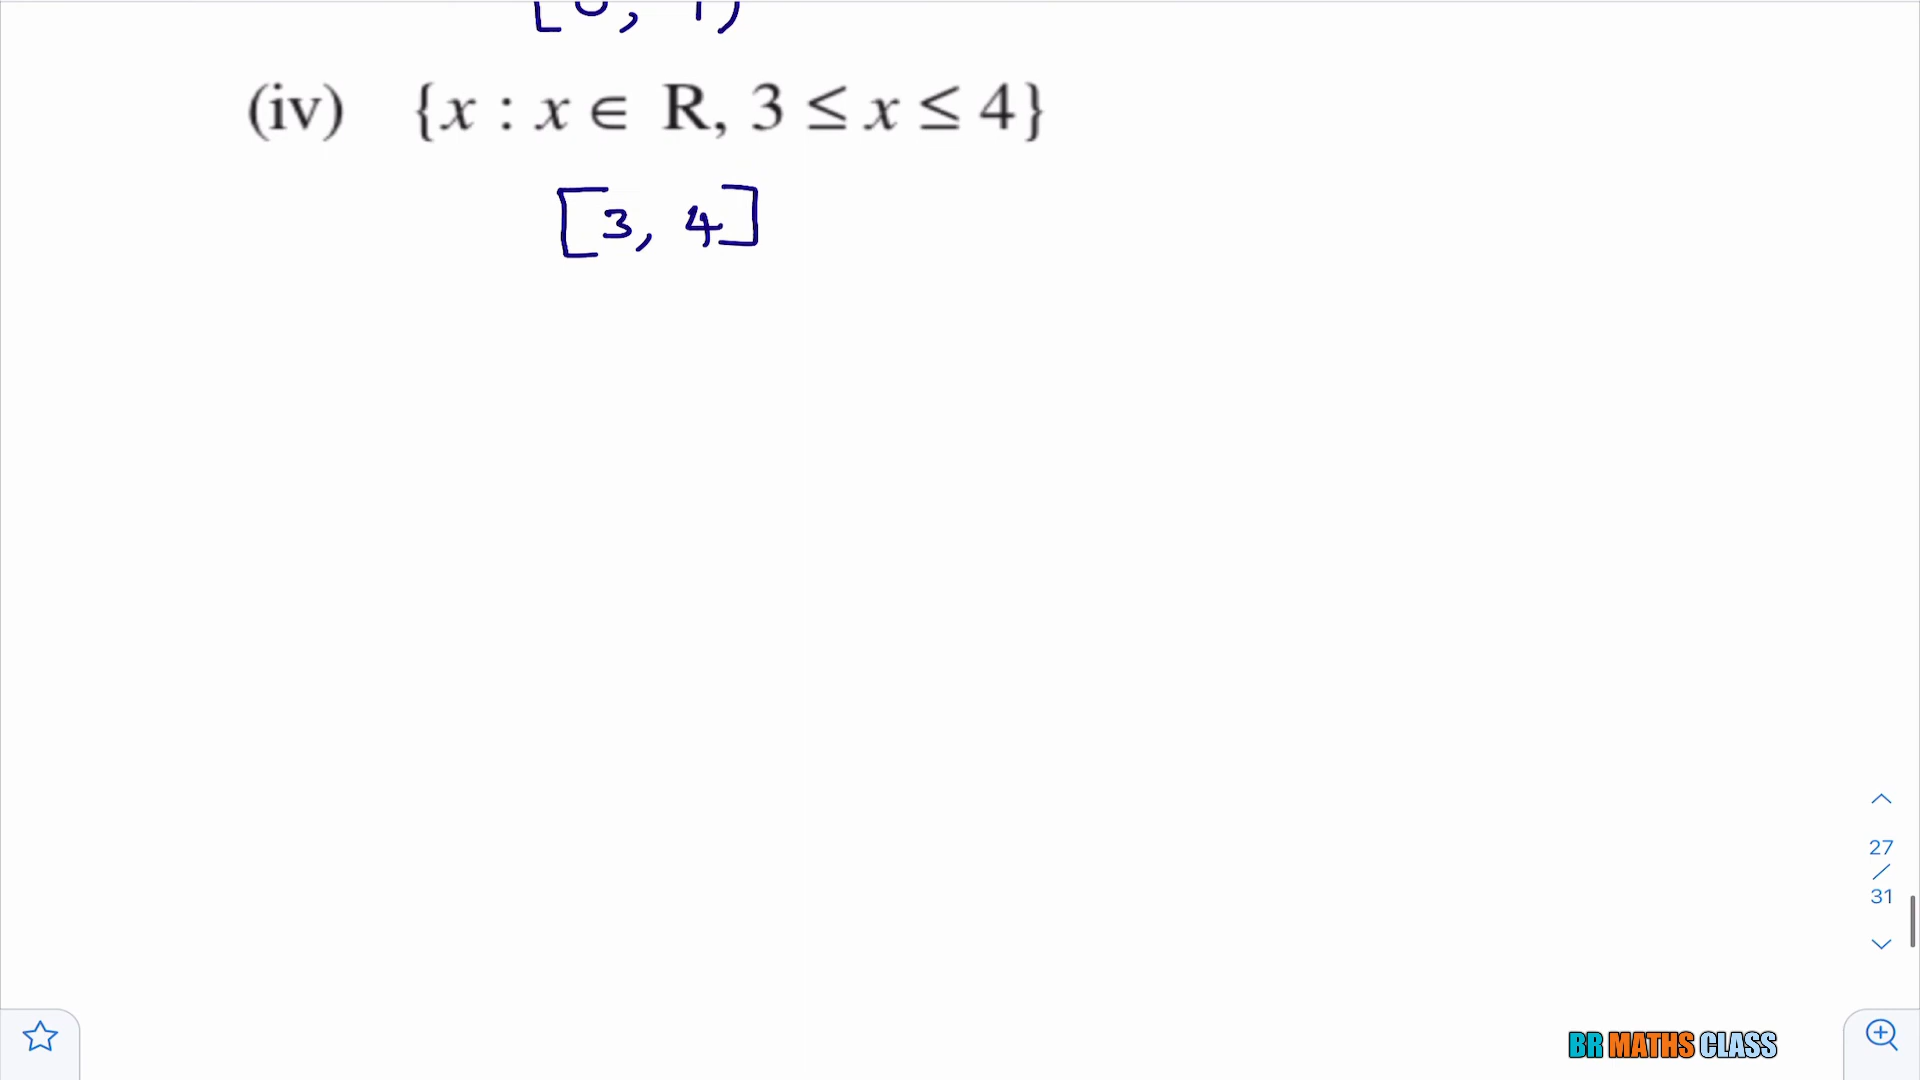 (iv) {x : x ∈ R, 3 ≤ x ≤ 4}
[3, 4]
27
/
31
BR MATHS CLASS